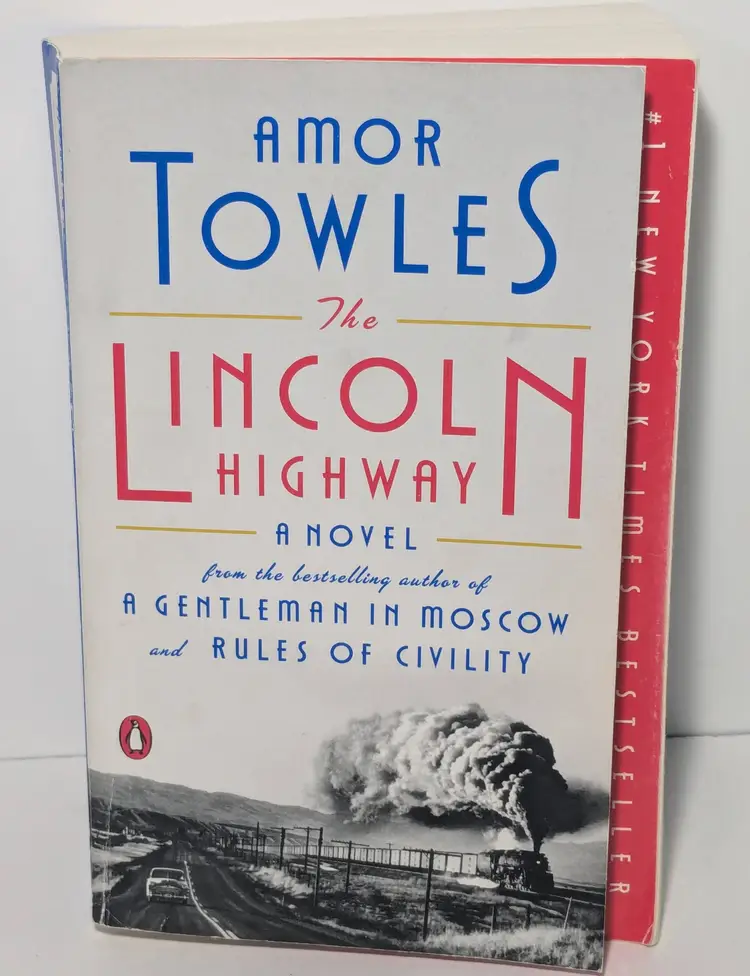 AMOR
TOWLES
The
LINCOLN
HIGHWAY
A NOVEL
from the bestselling author of
A GENTLEMAN IN MOSCOW
and RULES OF CIVILITY
#1 NEW YORK TIMES BESTSELLER